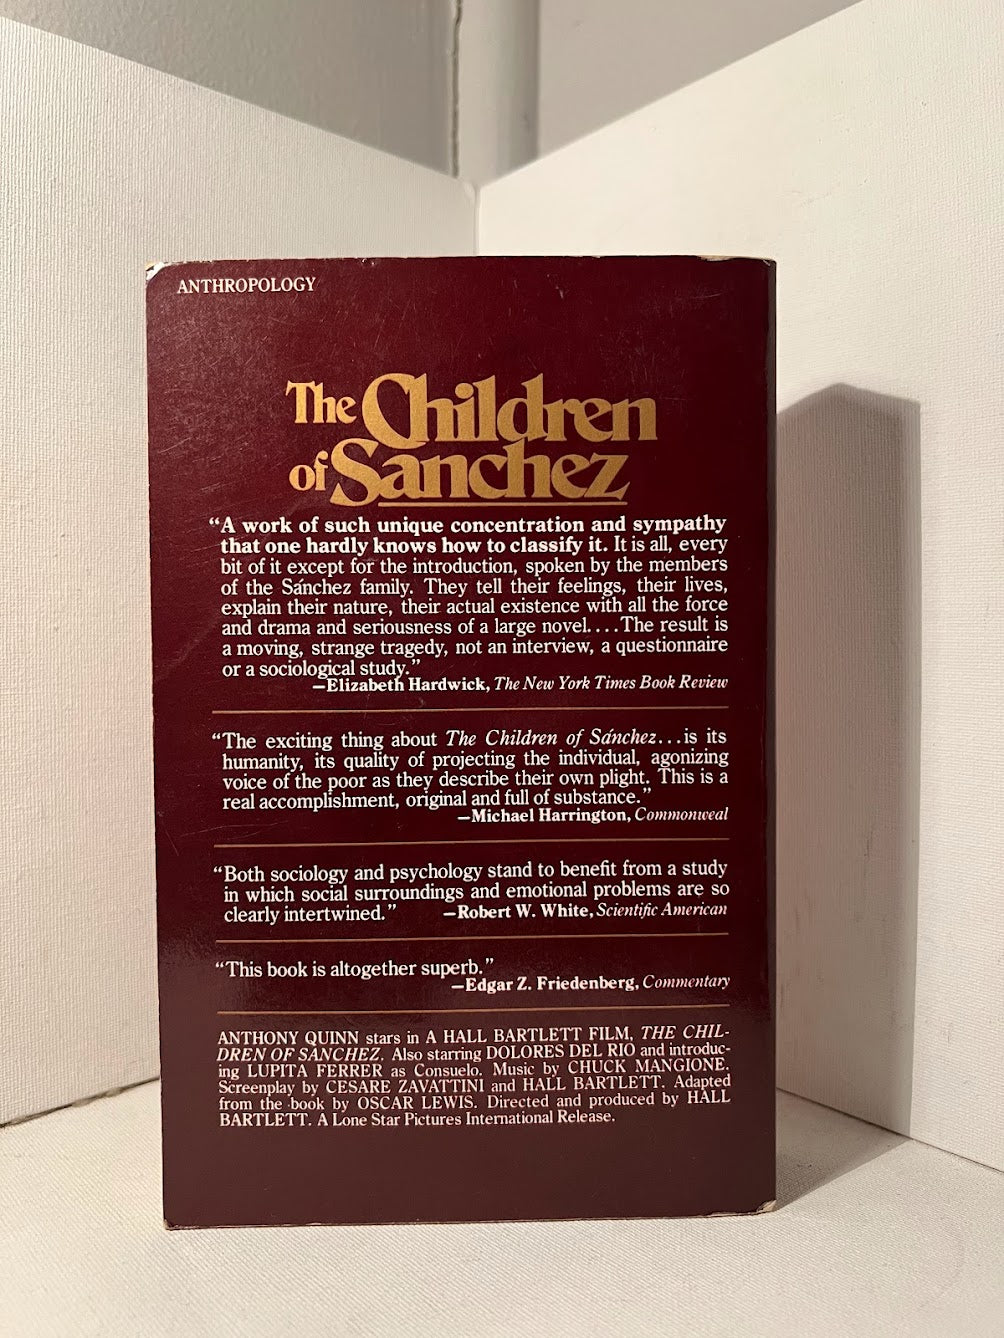 ANTHROPOLOGY
The Children
of Sanchez
“A work of such unique concentration and sympathy
that one hardly knows how to classify it. It is all, every
bit of it except for the introduction, spoken by the members
of the Sánchez family. They tell their feelings, their lives,
explain their nature, their actual existence with all the force
and drama and seriousness of a large novel....The result is
a moving, strange tragedy, not an interview, a questionnaire
or a sociological study.”
—Elizabeth Hardwick, The New York Times Book Review
“The exciting thing about The Children of Sánchez...is its
humanity, its quality of projecting the individual, agonizing
voice of the poor as they describe their own plight. This is a
real accomplishment, original and full of substance.”
—Michael Harrington, Commonweal
“Both sociology and psychology stand to benefit from a study
in which social surroundings and emotional problems are so
clearly intertwined.” —Robert W. White, Scientific American
“This book is altogether superb.”
—Edgar Z. Friedenberg, Commentary
ANTHONY QUINN stars in A HALL BARTLETT FILM, THE CHIL-
DREN OF SANCHEZ. Also starring DOLORES DEL RIO and introduc-
ing LUPITA FERRER as Consuelo. Music by CHUCK MANGIONE.
Screenplay by CESARE ZAVATTINI and HALL BARTLETT. Adapted
from the book by OSCAR LEWIS. Directed and produced by HALL
BARTLETT. A Lone Star Pictures International Release.